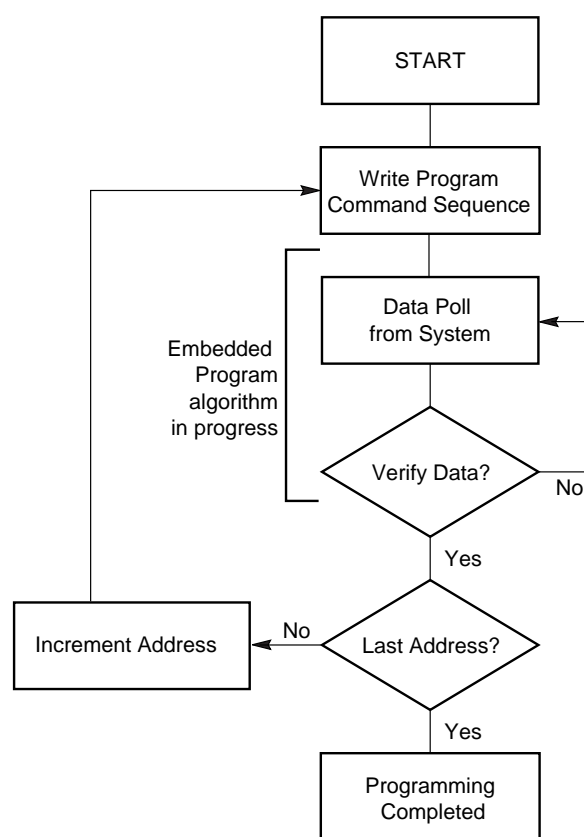 START
Write Program
Command Sequence
Data Poll
from System
Embedded
Program
algorithm
in progress
Verify Data?
No
Yes
Increment Address
No
Last Address?
Yes
Programming
Completed